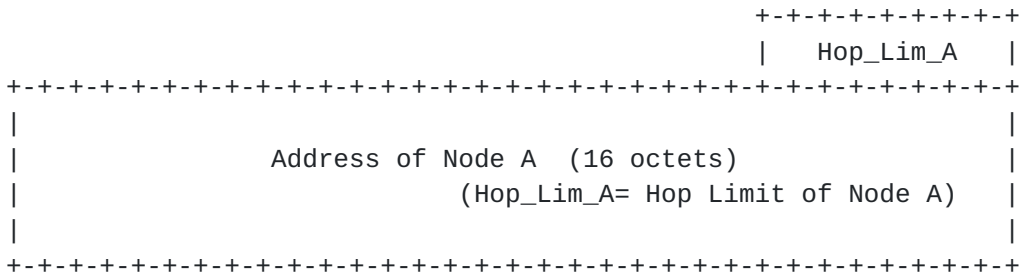 +-+-+-+-+-+-+-+-+
| Hop_Lim_A |
+-+-+-+-+-+-+-+-+-+-+-+-+-+-+-+-+-+-+-+-+-+-+-+-+-+-+-+-+-+-+-+-+
| |
| Address of Node A (16 octets) |
| (Hop_Lim_A= Hop Limit of Node A) |
| |
+-+-+-+-+-+-+-+-+-+-+-+-+-+-+-+-+-+-+-+-+-+-+-+-+-+-+-+-+-+-+-+-+